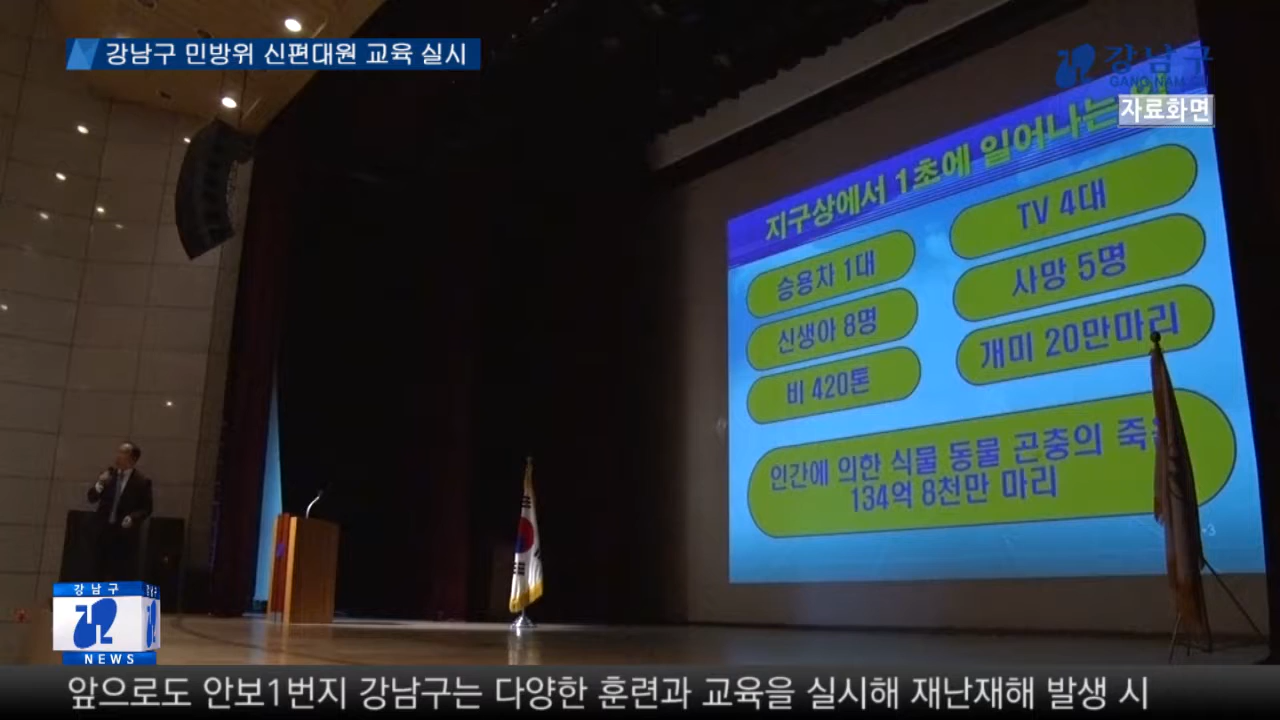 강남구 민방위 신편대원 교육 실시
강남구
GANG NAM
자료화면
지구상에서 1초에 일어나는
승용차 1대
TV 4대
신생아 8명
사망 5명
비 420톤
개미 20만마리
인간에 의한 식물 동물 곤충의
134억 8천만 마리
강남구
NEWS
앞으로도 안보1번지 강남구는 다양한 훈련과 교육을 실시해 재난재해 발생 시